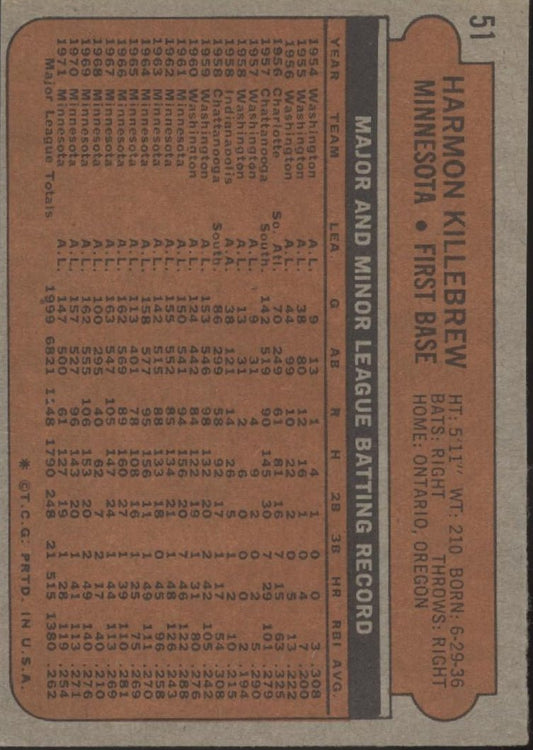 51
HARMON KILLEBREW
MINNESOTA • FIRST BASE
HT: 5'11" WT: 210 BORN: 6-29-36
BATS: RIGHT THROWS: RIGHT
HOME: ONTARIO, OREGON
MAJOR AND MINOR LEAGUE BATTING RECORD
YEAR TEAM LEA G AB R H 2B 3B HR RBI AVG.
1954 Washington A.L. 9 13 1 4 1 0 0 3 .308
1955 Washington A.L. 38 80 12 16 1 0 4 7 .200
1956 Washington A.L. 44 99 10 22 2 0 5 13 .222
1956 Charlotte So. Atl. 70 249 61 81 16 7 15 63 .325
1957 Chattanooga South. 142 519 90 145 30 7 29 101 .279
1957 Washington A.L. 9 31 4 9 2 0 2 5 .290
1958 Washington A.L. 13 31 2 6 0 0 0 2 .194
1958 Indianapolis A.A. 38 121 14 26 5 1 2 10 .215
1958 Chattanooga South. 86 299 58 92 17 1 17 54 .308
1959 Washington A.L. 153 546 98 132 20 2 42 105 .242
1960 Washington A.L. 124 442 84 122 19 1 31 80 .276
1961 Minnesota A.L. 150 541 94 156 20 7 46 122 .288
1962 Minnesota A.L. 155 552 85 134 21 1 48 126 .243
1963 Minnesota A.L. 142 515 88 133 18 0 45 96 .258
1964 Minnesota A.L. 158 577 95 156 11 1 49 111 .270
1965 Minnesota A.L. 113 401 78 108 16 1 25 75 .269
1966 Minnesota A.L. 162 569 89 160 27 1 39 110 .281
1967 Minnesota A.L. 163 547 105 147 24 1 44 113 .269
1968 Minnesota A.L. 100 295 40 62 7 2 17 40 .210
1969 Minnesota A.L. 162 555 106 153 20 2 49 140 .276
1970 Minnesota A.L. 157 527 96 143 20 1 41 113 .271
1971 Minnesota A.L. 147 500 61 127 19 1 28 119 .254
Major League Totals 1999 6821 1790 248 21 515 1380 .262
* ©T.C.G. PRTD. IN U.S.A.